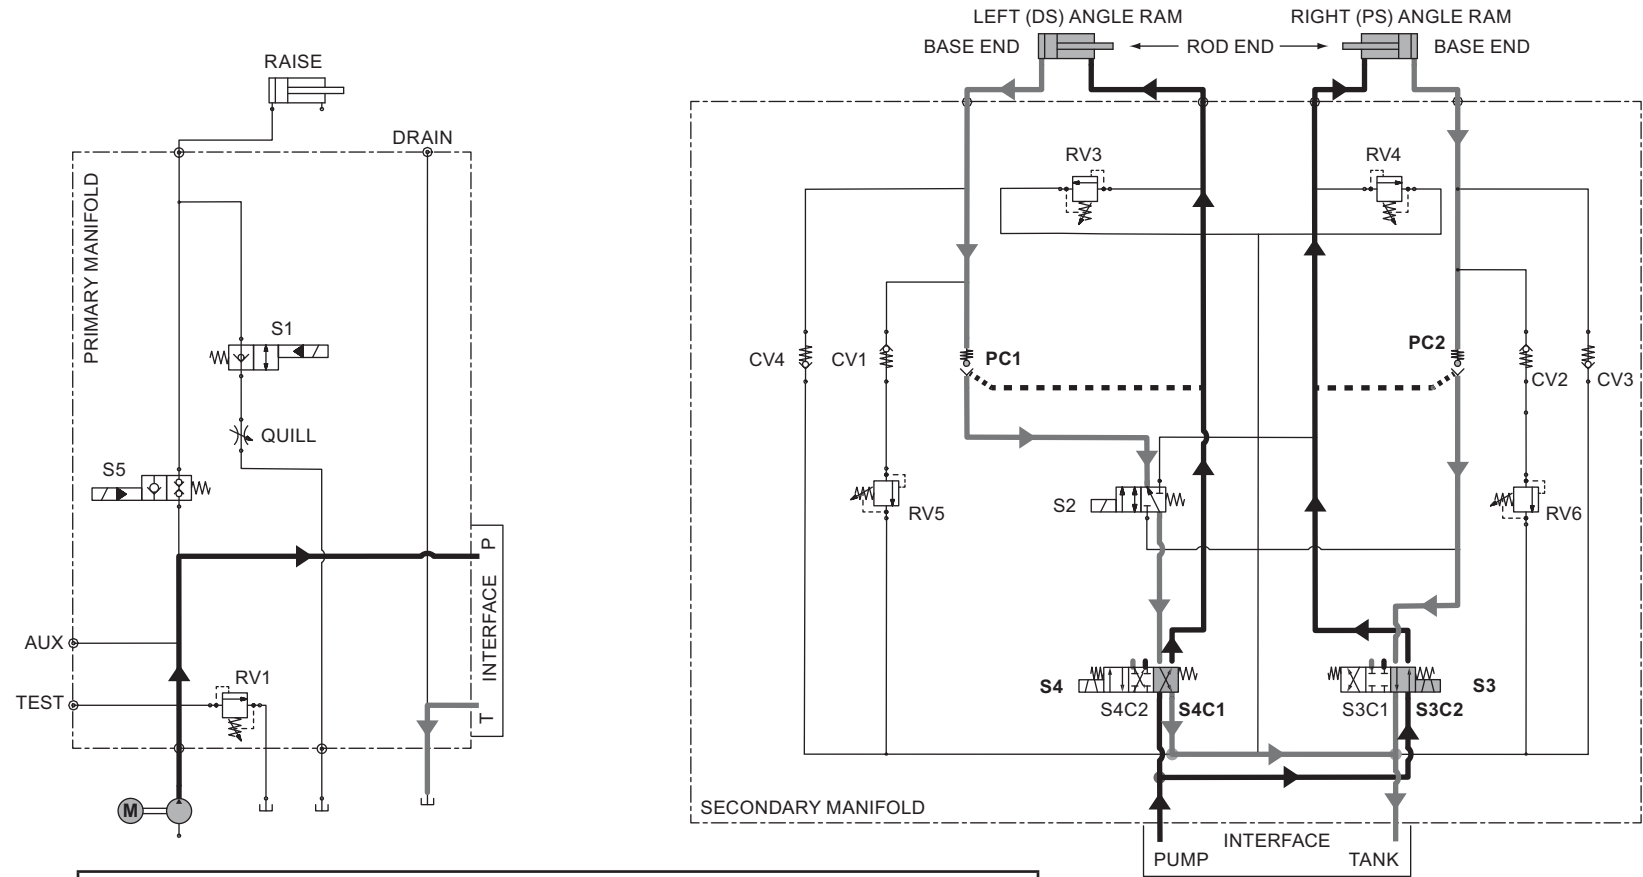 LEFT (DS) ANGLE RAM
RIGHT (PS) ANGLE RAM
BASE END
ROD END
BASE END
RAISE
DRAIN
PRIMARY MANIFOLD
S1
QUILL
S5
P
INTERFACE
T
AUX
TEST
RV1
M
RV3
RV4
CV4
CV1
PC1
PC2
CV2
CV3
RV5
S2
RV6
S4
S4C2
S4C1
S3C1
S3C2
S3
SECONDARY MANIFOLD
INTERFACE
PUMP
TANK